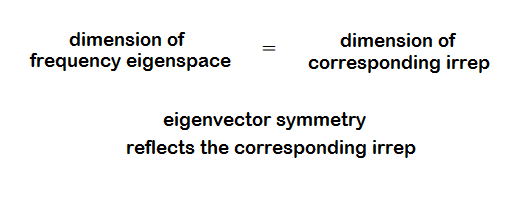 dimension of
frequency eigenspace
=
dimension of
corresponding irrep
eigenvector symmetry
reflects the corresponding irrep